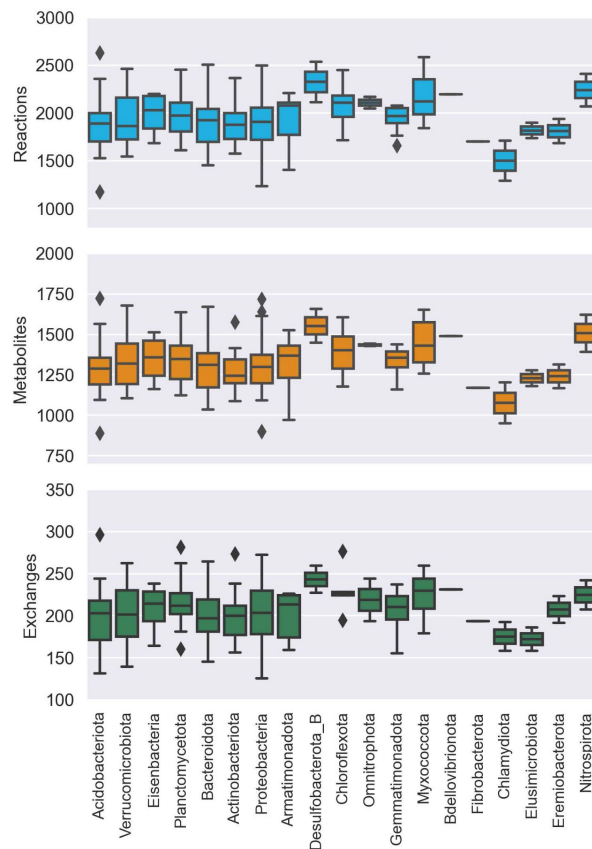 3000
2500
2000
1500
1000
Reactions
2000
1750
1500
1250
1000
750
Metabolites
350
300
250
200
150
100
Exchanges
Acidobacteriota
Verrucomicrobiota
Eisenbacteria
Planctomycetota
Bacteroidota
Actinobacteriota
Proteobacteria
Armatimonadota
Desulfobacterota_B
Chloroflexota
Omnitrophota
Gemmatimonadota
Myxococcota
Bdellovibrionota
Fibrobacterota
Chlamydiota
Elusimicrobiota
Eremiobacterota
Nitrospirota